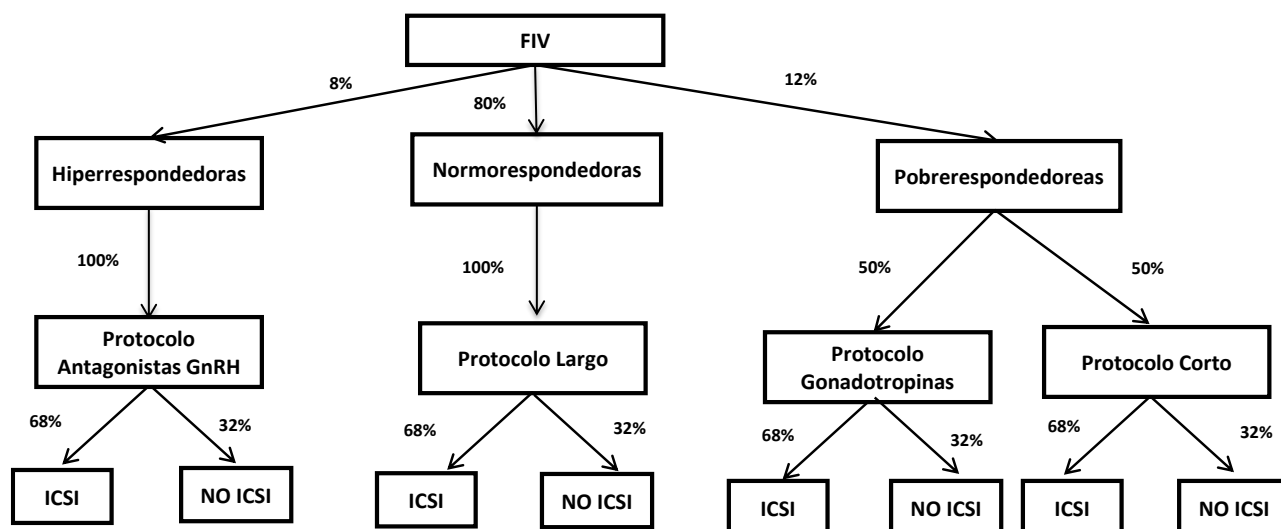 FIV
8%
80%
12%
Hiperrespondedoras
Normorespondedoras
Pobrerespondedoreas
100%
100%
50%
50%
Protocolo
Antagonistas GnRH
Protocolo Largo
Protocolo
Gonadotropinas
Protocolo Corto
68%
32%
68%
32%
68%
32%
68%
32%
ICSI
NO ICSI
ICSI
NO ICSI
ICSI
NO ICSI
ICSI
NO ICSI